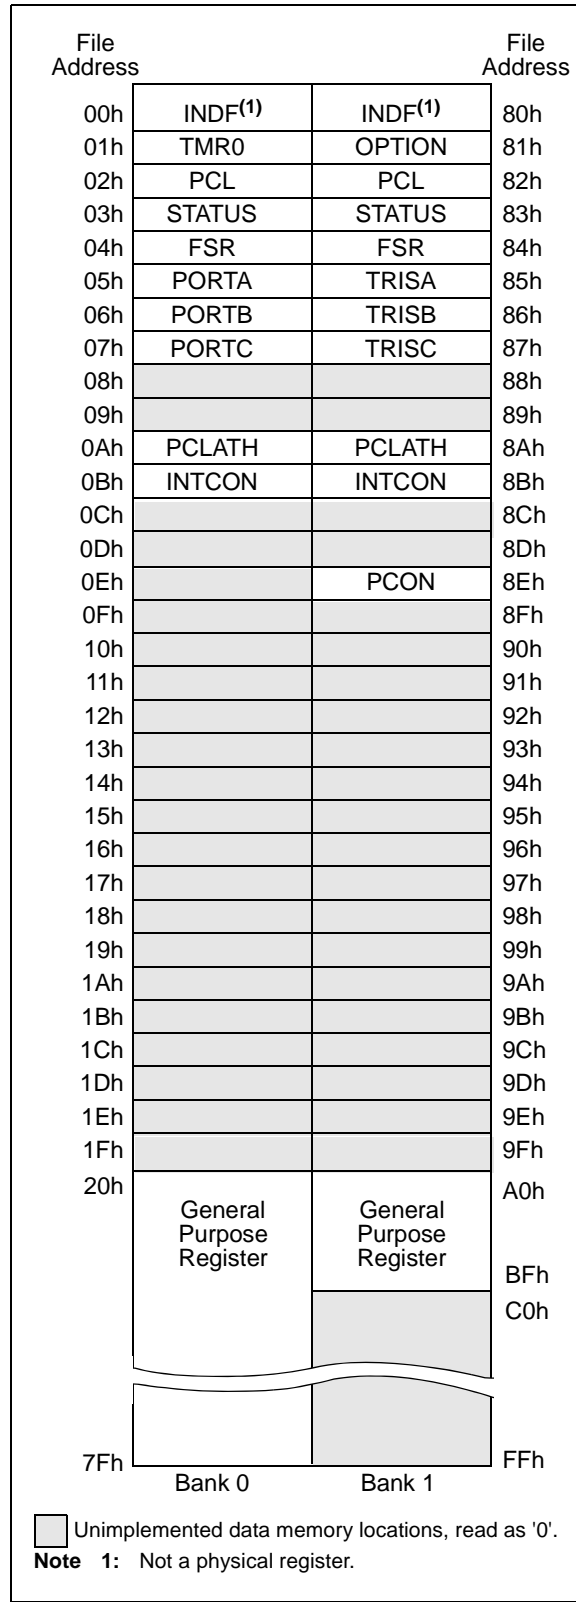 File Address File Address
00h INDF(1) INDF(1) 80h
01h TMR0 OPTION 81h
02h PCL PCL 82h
03h STATUS STATUS 83h
04h FSR FSR 84h
05h PORTA TRISA 85h
06h PORTB TRISB 86h
07h PORTC TRISC 87h
08h 88h
09h 89h
0Ah PCLATH PCLATH 8Ah
0Bh INTCON INTCON 8Bh
0Ch 8Ch
0Dh 8Dh
0Eh PCON 8Eh
0Fh 8Fh
10h 90h
11h 91h
12h 92h
13h 93h
14h 94h
15h 95h
16h 96h
17h 97h
18h 98h
19h 99h
1Ah 9Ah
1Bh 9Bh
1Ch 9Ch
1Dh 9Dh
1Eh 9Eh
1Fh 9Fh
20h A0h
General General
Purpose Purpose
Register Register
BFh
C0h
7Fh FFh
Bank 0 Bank 1
Unimplemented data memory locations, read as '0'.
Note 1: Not a physical register.